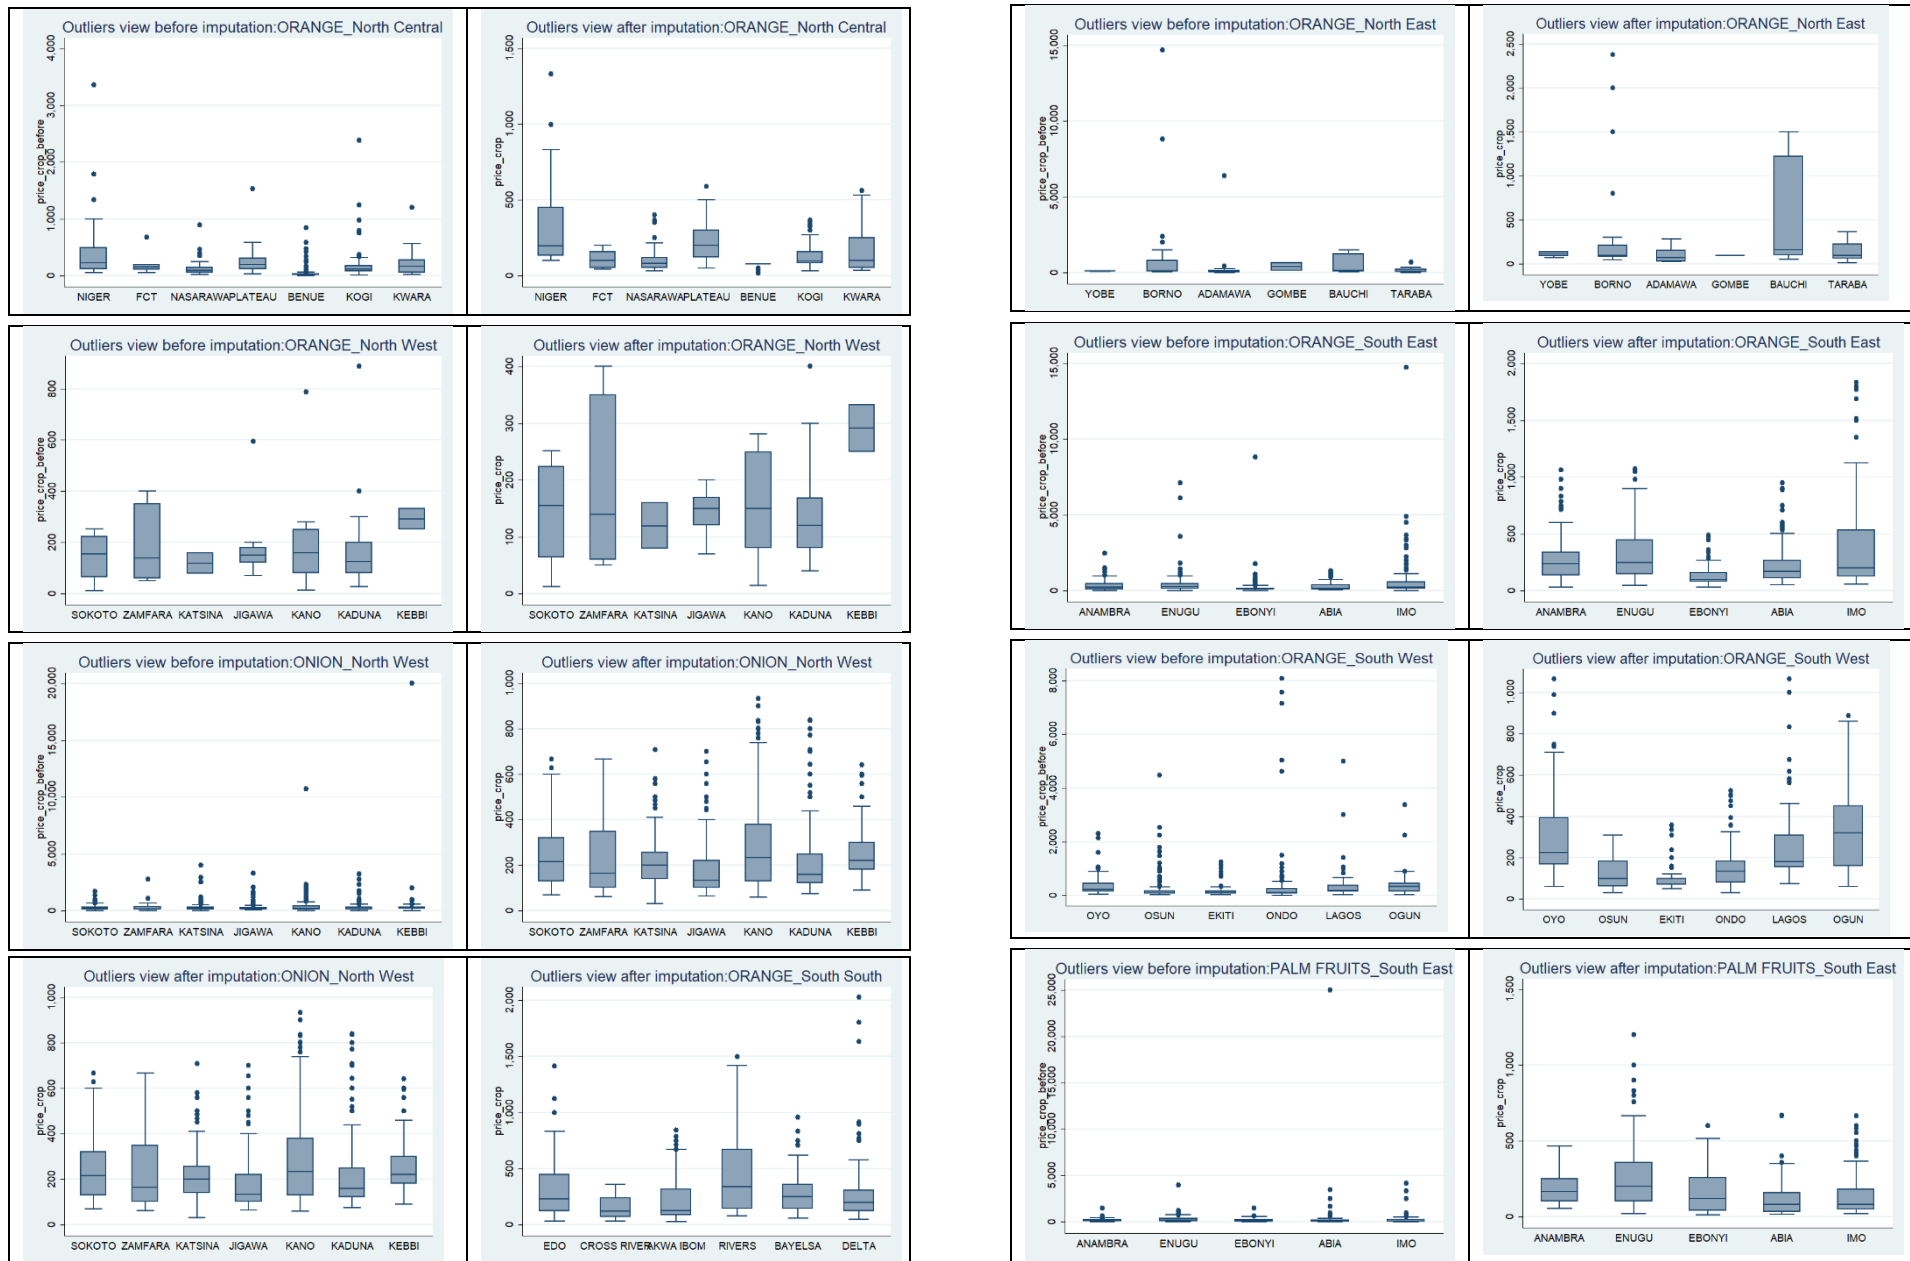 Outliers view before imputation:ORANGE_North Central
price_crop_before
4,000
3,000
2,000
1,000
0
NIGER FCT NASARAWAPLATEAU BENUE KOGI KWARA
Outliers view after imputation:ORANGE_North Central
price_crop
1,500
1,000
500
0
NIGER FCT NASARAWAPLATEAU BENUE KOGI KWARA
Outliers view before imputation:ORANGE_North East
price_crop_before
15,000
10,000
5,000
0
YOBE BORNO ADAMAWA GOMBE BAUCHI TARABA
Outliers view after imputation:ORANGE_North East
price_crop
2,500
2,000
1,500
1,000
500
0
YOBE BORNO ADAMAWA GOMBE BAUCHI TARABA
Outliers view before imputation:ORANGE_North West
price_crop_before
800
600
400
200
0
SOKOTO ZAMFARA KATSINA JIGAWA KANO KADUNA KEBBI
Outliers view after imputation:ORANGE_North West
price_crop
400
300
200
100
0
SOKOTO ZAMFARA KATSINA JIGAWA KANO KADUNA KEBBI
Outliers view before imputation:ORANGE_South East
price_crop_before
15,000
10,000
5,000
0
ANAMBRA ENUGU EBONYI ABIA IMO
Outliers view after imputation:ORANGE_South East
price_crop
2,000
1,500
1,000
500
0
ANAMBRA ENUGU EBONYI ABIA IMO
Outliers view before imputation:ONION_North West
price_crop_before
20,000
15,000
10,000
5,000
0
SOKOTO ZAMFARA KATSINA JIGAWA KANO KADUNA KEBBI
Outliers view after imputation:ONION_North West
price_crop
1,000
800
600
400
200
0
SOKOTO ZAMFARA KATSINA JIGAWA KANO KADUNA KEBBI
Outliers view before imputation:ORANGE_South West
price_crop_before
8,000
6,000
4,000
2,000
0
OYO OSUN EKITI ONDO LAGOS OGUN
Outliers view after imputation:ORANGE_South West
price_crop
1,000
800
600
400
200
0
OYO OSUN EKITI ONDO LAGOS OGUN
Outliers view after imputation:ONION_North West
price_crop
1,000
800
600
400
200
0
SOKOTO ZAMFARA KATSINA JIGAWA KANO KADUNA KEBBI
Outliers view after imputation:ORANGE_South South
price_crop
2,000
1,500
1,000
500
0
EDO CROSS RIVERAKWA IBOM RIVERS BAYELSA DELTA
Outliers view before imputation:PALM FRUITS_South East
price_crop_before
25,000
20,000
15,000
10,000
5,000
0
ANAMBRA ENUGU EBONYI ABIA IMO
Outliers view after imputation:PALM FRUITS_South East
price_crop
1,500
1,000
500
0
ANAMBRA ENUGU EBONYI ABIA IMO